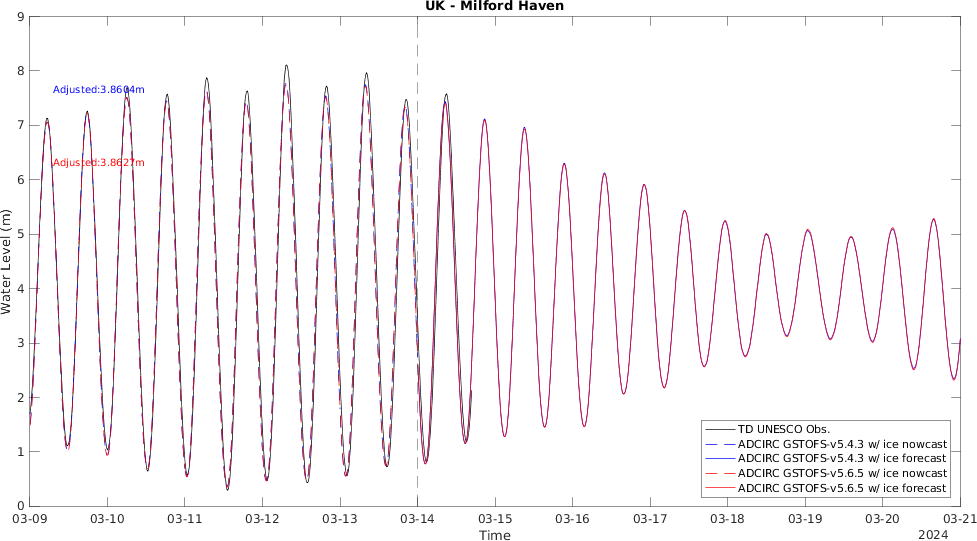 UK - Milford Haven
9
8
7
6
5
4
3
2
1
0
Water Level (m)
Adjusted:3.8604m
Adjusted:3.8627m
TD UNESCO Obs.
ADCIRC GSTOFS-v5.4.3 w/ ice nowcast
ADCIRC GSTOFS-v5.4.3 w/ ice forecast
ADCIRC GSTOFS-v5.6.5 w/ ice nowcast
ADCIRC GSTOFS-v5.6.5 w/ ice forecast
03-09 03-10 03-11 03-12 03-13 03-14 03-15 03-16 03-17 03-18 03-19 03-20 03-21
Time
2024